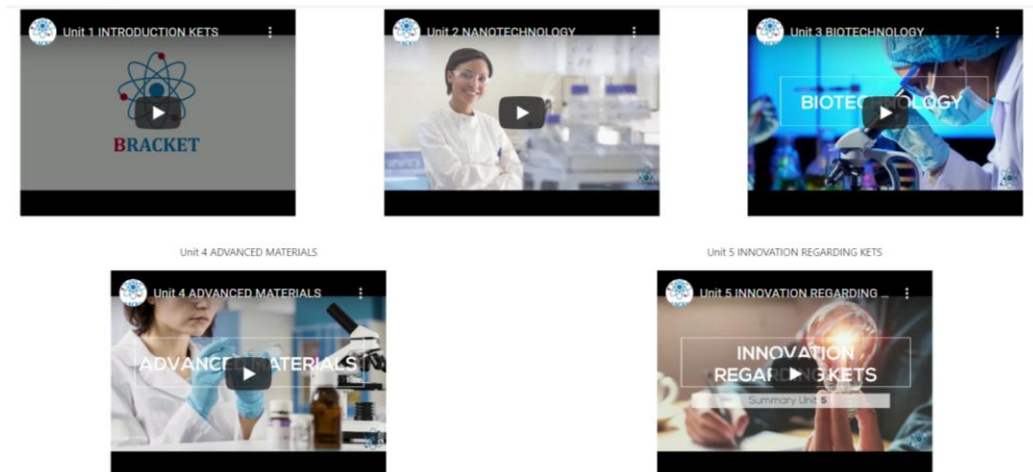 Unit 1 INTRODUCTION KETS
BRACKET
Unit 2 NANOTECHNOLOGY
Unit 3 BIOTECHNOLOGY
BIOTECHNOLOGY
Unit 4 ADVANCED MATERIALS
Unit 4 ADVANCED MATERIALS
ADVANCED MATERIALS
Unit 5 INNOVATION REGARDING KETS
Unit 5 INNOVATION REGARDING ...
INNOVATION
REGARDING KETS
Summary Unit 5